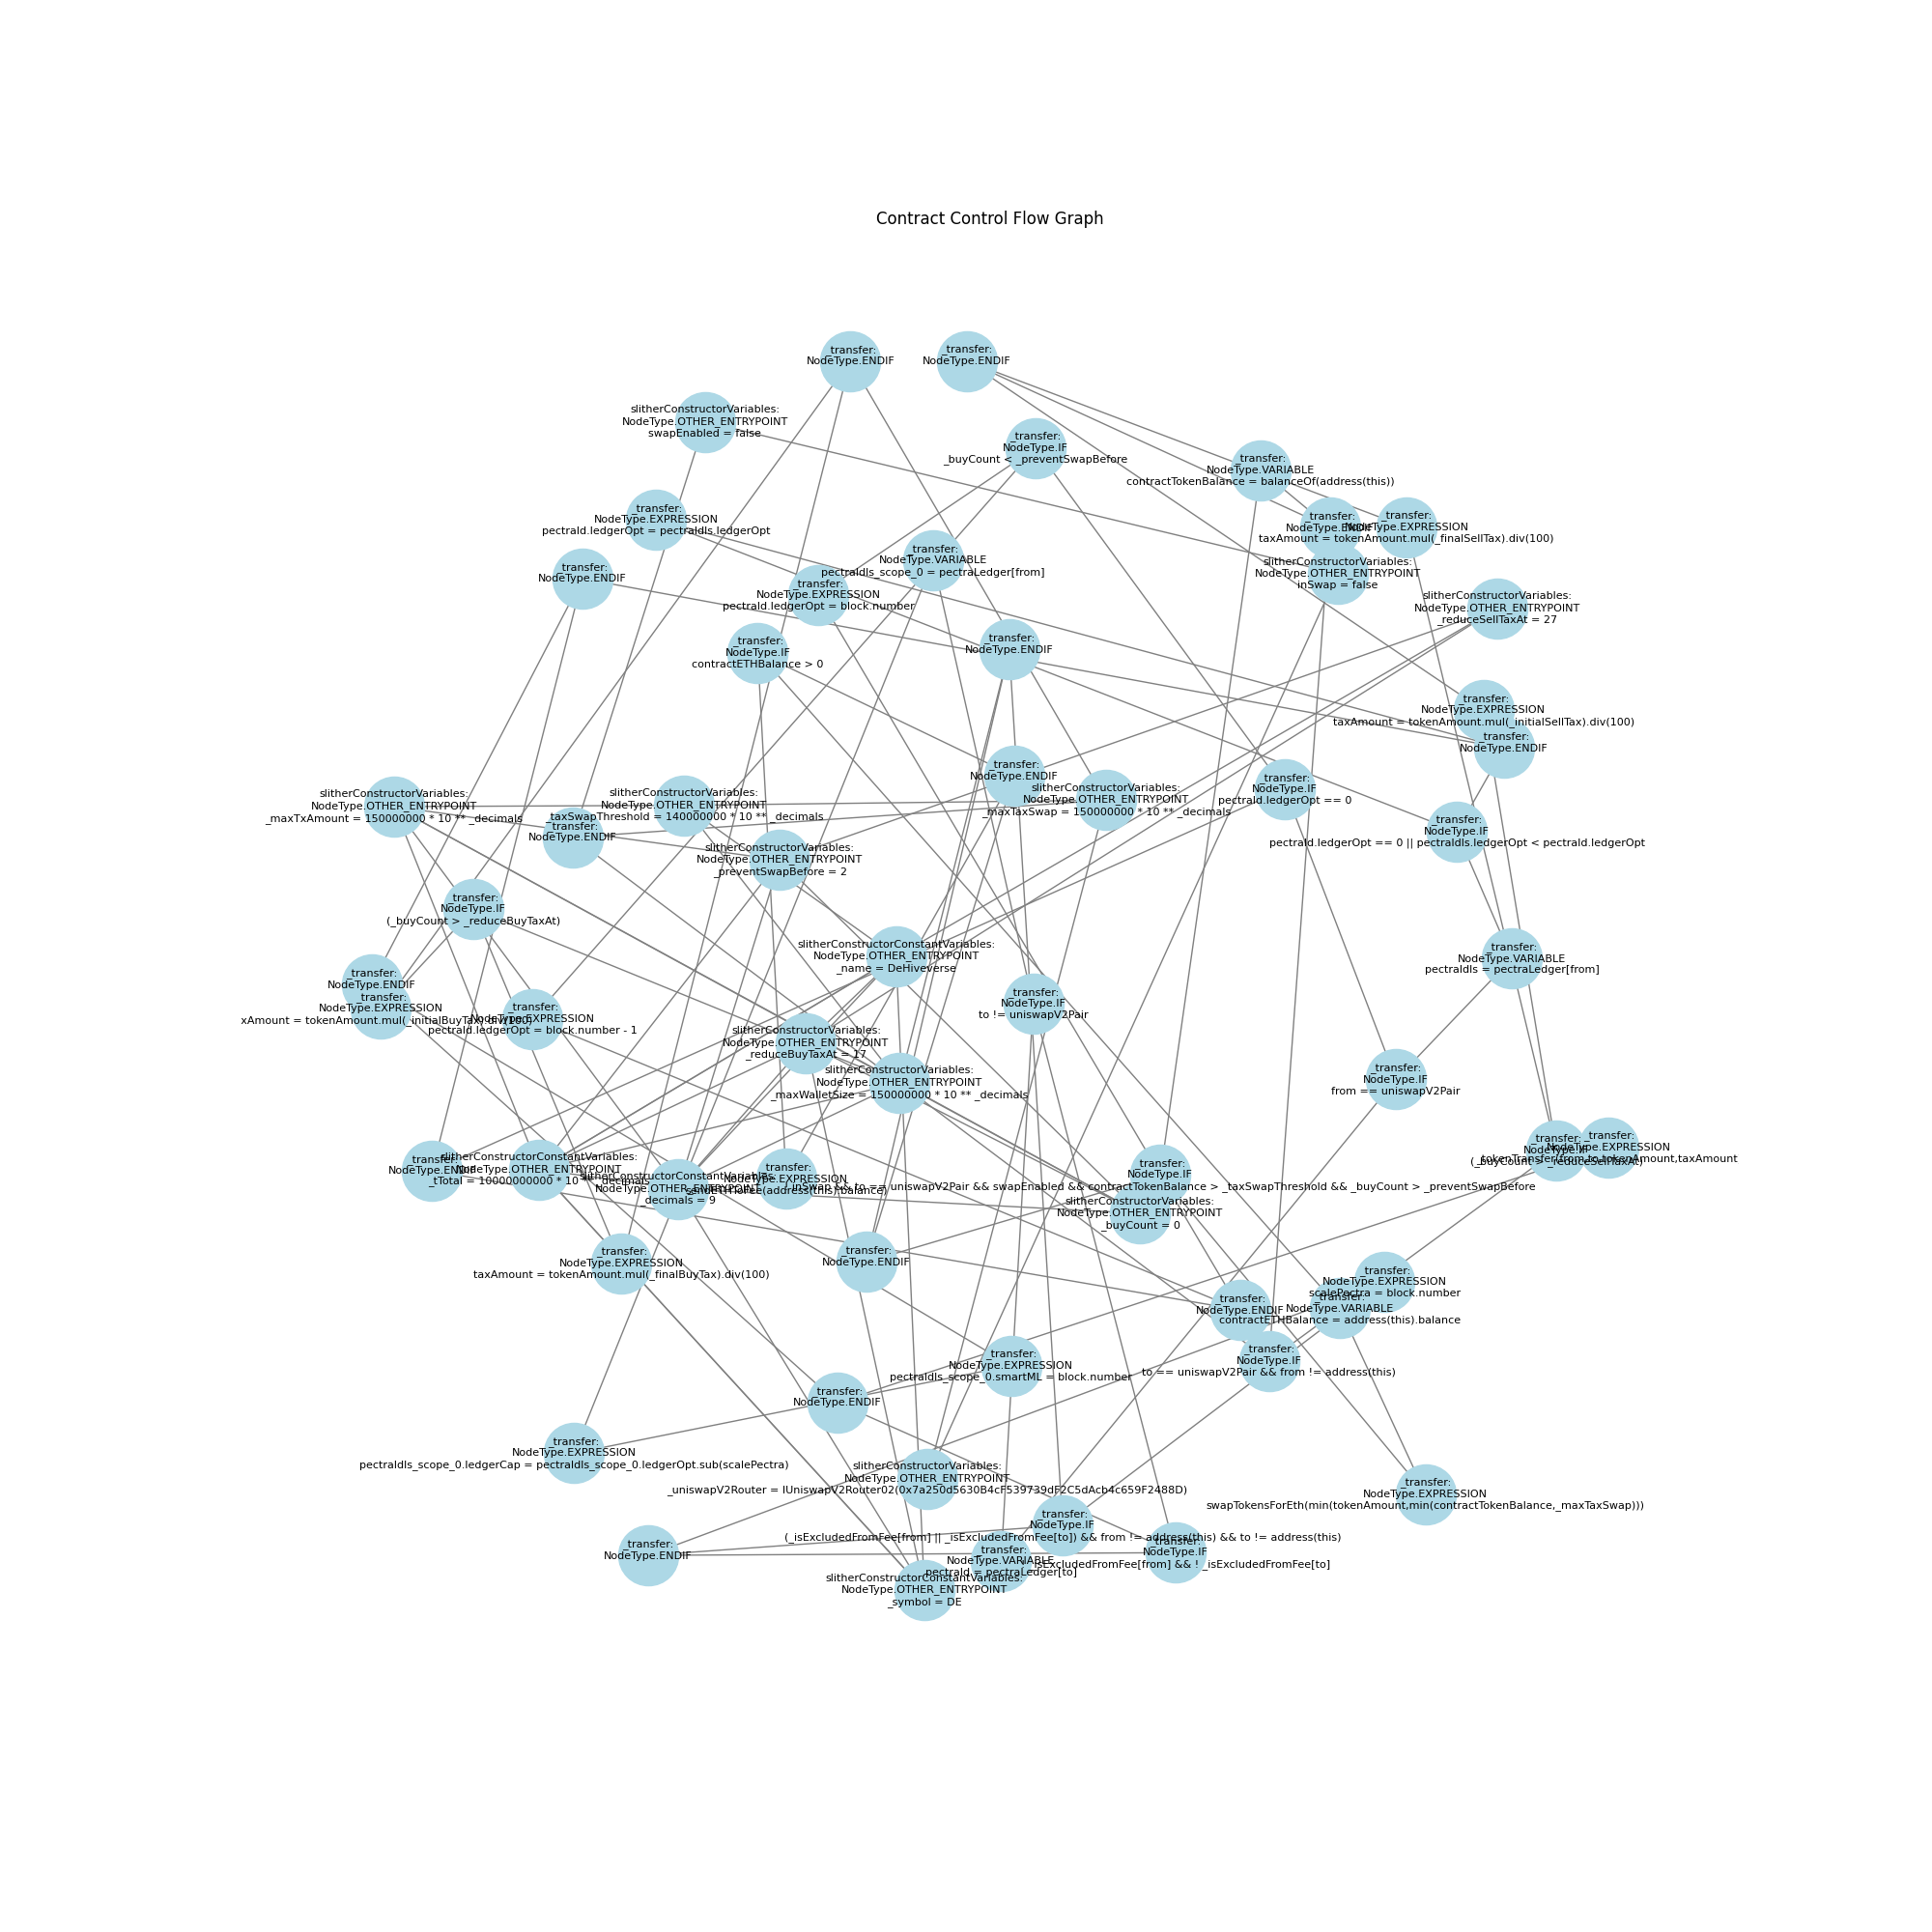 Contract Control Flow Graph
_transfer:
NodeType.ENDIF
_transfer:
NodeType.ENDIF
slitherConstructorVariables:
NodeType.OTHER_ENTRYPOINT
swapEnabled = false
_transfer:
NodeType.IF
_buyCount < _preventSwapBefore
_transfer:
NodeType.VARIABLE
contractTokenBalance = balanceOf(address(this))
_transfer:
NodeType.EXPRESSION
pectrald.ledgerOpt = pectraldls.ledgerOpt
_transfer:
NodeType.ENDIF
_transfer:
NodeType.EXPRESSION
taxAmount = tokenAmount.mul(_finalSellTax).div(100)
_transfer:
NodeType.VARIABLE
pectraldls_scope_0 = pectraLedger[from]
slitherConstructorVariables:
NodeType.OTHER_ENTRYPOINT
inSwap = false
_transfer:
NodeType.ENDIF
_transfer:
NodeType.EXPRESSION
pectrald.ledgerOpt = block.number
slitherConstructorVariables:
NodeType.OTHER_ENTRYPOINT
_reduceSellTaxAt = 27
_transfer:
NodeType.IF
contractETHBalance > 0
_transfer:
NodeType.ENDIF
_transfer:
NodeType.EXPRESSION
taxAmount = tokenAmount.mul(_initialSellTax).div(100)
_transfer:
NodeType.ENDIF
_transfer:
NodeType.ENDIF
_transfer:
NodeType.IF
pectrald.ledgerOpt == 0
slitherConstructorVariables:
NodeType.OTHER_ENTRYPOINT
_maxTaxSwap = 150000000 * 10 ** _decimals
slitherConstructorVariables:
NodeType.OTHER_ENTRYPOINT
_maxTxAmount = 150000000 * 10 ** _decimals
slitherConstructorVariables:
NodeType.OTHER_ENTRYPOINT
_taxSwapThreshold = 140000000 * 10 ** _decimals
_transfer:
NodeType.ENDIF
_transfer:
NodeType.IF
pectrald.ledgerOpt == 0 || pectraldls.ledgerOpt < pectrald.ledgerOpt
slitherConstructorVariables:
NodeType.OTHER_ENTRYPOINT
_preventSwapBefore = 2
_transfer:
NodeType.IF
(_buyCount > _reduceBuyTaxAt)
slitherConstructorConstantVariables:
NodeType.OTHER_ENTRYPOINT
_name = DeHiveverse
_transfer:
NodeType.VARIABLE
pectraldls = pectraLedger[from]
_transfer:
NodeType.ENDIF
_transfer:
NodeType.EXPRESSION
xAmount = tokenAmount.mul(_initialBuyTax).div(100)
_transfer:
NodeType.EXPRESSION
pectrald.ledgerOpt = block.number - 1
_transfer:
NodeType.IF
to != uniswapV2Pair
slitherConstructorVariables:
NodeType.OTHER_ENTRYPOINT
_reduceBuyTaxAt = 17
slitherConstructorVariables:
NodeType.OTHER_ENTRYPOINT
_maxWalletSize = 150000000 * 10 ** _decimals
_transfer:
NodeType.IF
from == uniswapV2Pair
_transfer:
NodeType.IF
(_buyCount > _reduceSellTaxAt)
_transfer:
NodeType.EXPRESSION
_tokenTransfer(from,to,tokenAmount,taxAmount
_transfer:
NodeType.ENDIF
slitherConstructorConstantVariables:
NodeType.OTHER_ENTRYPOINT
_tTotal = 10000000000 * 10 ** _decimals
slitherConstructorConstantVariables:
NodeType.OTHER_ENTRYPOINT
_decimals = 9
_transfer:
NodeType.EXPRESSION
sendETHToFee(address(this).balance)
_transfer:
NodeType.IF
inSwap && to == uniswapV2Pair && swapEnabled && contractTokenBalance > _taxSwapThreshold && _buyCount > _preventSwapBefore
slitherConstructorVariables:
NodeType.OTHER_ENTRYPOINT
_buyCount = 0
_transfer:
NodeType.ENDIF
_transfer:
NodeType.EXPRESSION
taxAmount = tokenAmount.mul(_finalBuyTax).div(100)
_transfer:
NodeType.EXPRESSION
scalePectra = block.number
_transfer:
NodeType.ENDIF
_transfer:
NodeType.VARIABLE
contractETHBalance = address(this).balance
_transfer:
NodeType.IF
to == uniswapV2Pair && from != address(this)
_transfer:
NodeType.EXPRESSION
pectraldls_scope_0.smartML = block.number
_transfer:
NodeType.ENDIF
_transfer:
NodeType.EXPRESSION
pectraldls_scope_0.ledgerCap = pectraldls_scope_0.ledgerOpt.sub(scalePectra)
slitherConstructorVariables:
NodeType.OTHER_ENTRYPOINT
_uniswapV2Router = IUniswapV2Router02(0x7a250d5630B4cF539739dF2C5dAcb4c659F2488D)
_transfer:
NodeType.EXPRESSION
swapTokensForEth(min(tokenAmount,min(contractTokenBalance,_maxTaxSwap)))
_transfer:
NodeType.IF
(_isExcludedFromFee[from] || _isExcludedFromFee[to]) && from != address(this) && to != address(this)
_transfer:
NodeType.ENDIF
_transfer:
NodeType.IF
isExcludedFromFee[from] && ! _isExcludedFromFee[to]
_transfer:
NodeType.VARIABLE
pectrald = pectraLedger[to]
slitherConstructorConstantVariables:
NodeType.OTHER_ENTRYPOINT
_symbol = DE